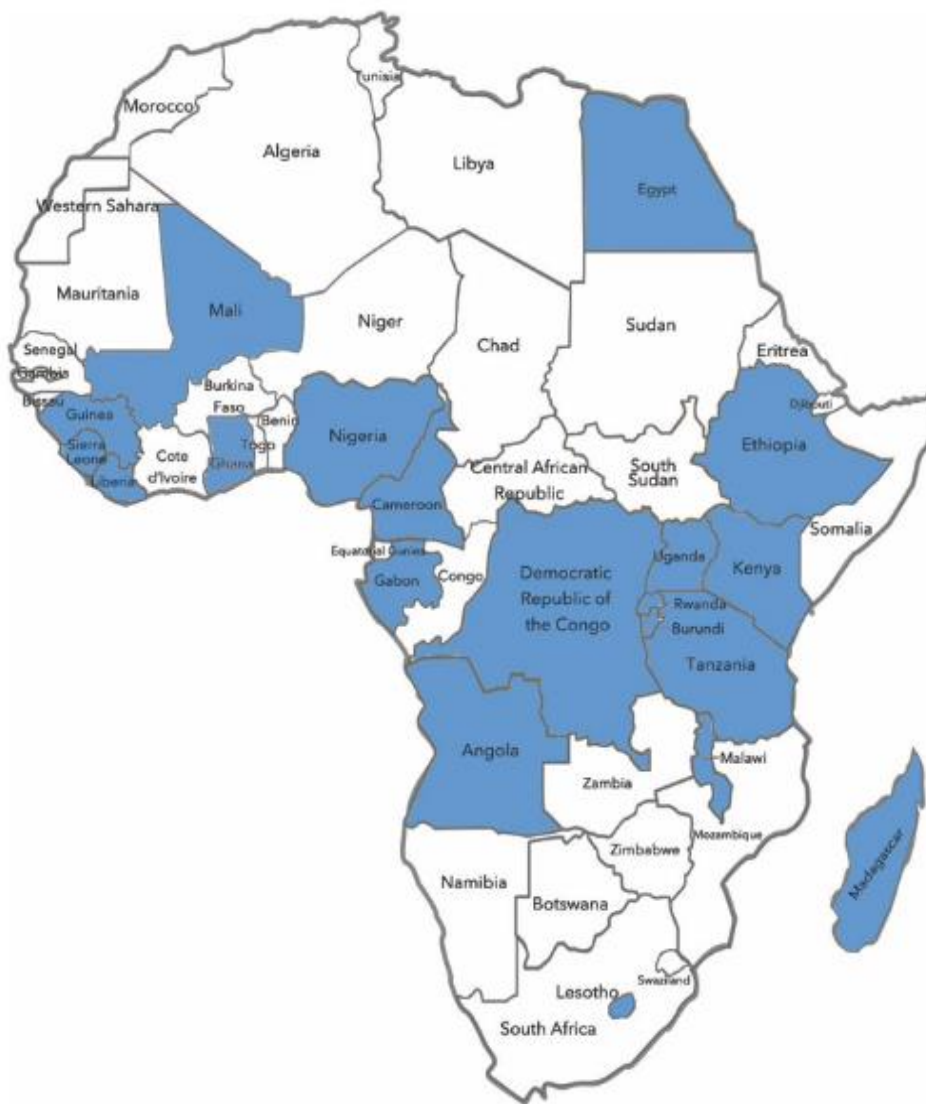 Tunisia
Morocco
Algeria
Libya
Egypt
Western Sahara
Mauritania
Mali
Niger
Chad
Sudan
Eritrea
Senegal
Gambia
Bissau
Guinea
Burkina
Faso
Benin
Togo
Ghana
Nigeria
Djibouti
Ethiopia
Sierra
Leone
Liberia
Cote
d'Ivoire
Cameroon
Central African
Republic
South
Sudan
Somalia
Equatorial Guinea
Gabon
Congo
Democratic
Republic of
the Congo
Uganda
Kenya
Rwanda
Burundi
Tanzania
Angola
Zambia
Malawi
Mozambique
Zimbabwe
Madagascar
Namibia
Botswana
Swaziland
Lesotho
South Africa